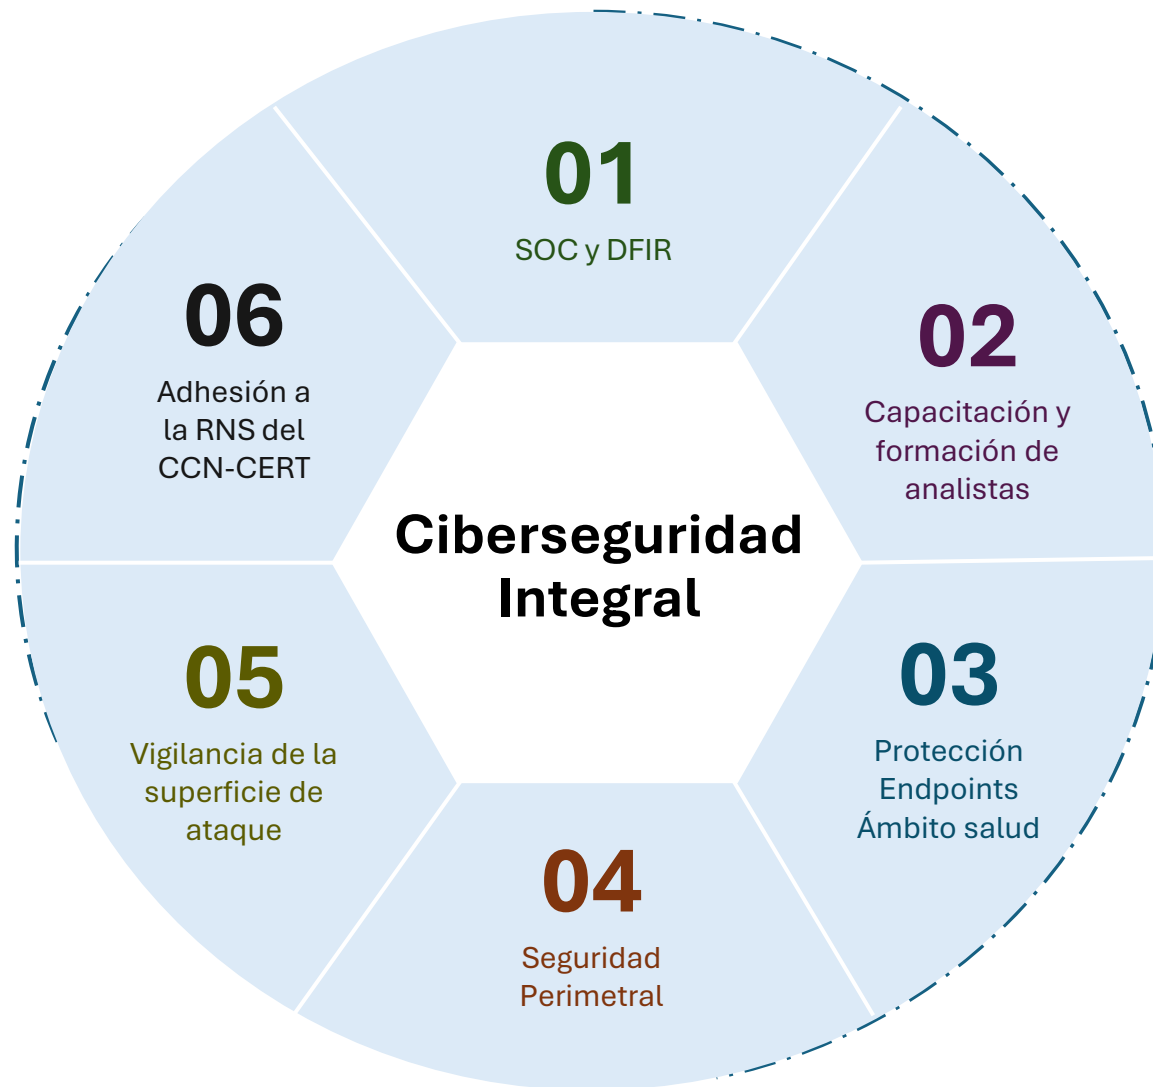 01
SOC y DFIR
02
Capacitación y
formación de
analistas
03
Protección
Endpoints
Ámbito salud
04
Seguridad
Perimetral
05
Vigilancia de la
superficie de
ataque
06
Adhesión a
la RNS del
CCN-CERT
Ciberseguridad
Integral